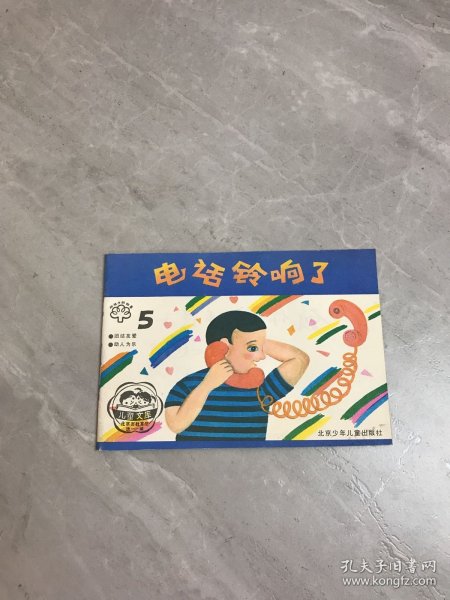 电话铃响了
5
●团结友爱
●助人为乐
儿童文库
北京少年儿童出版社
孔夫子旧书网
www.kongfz.com